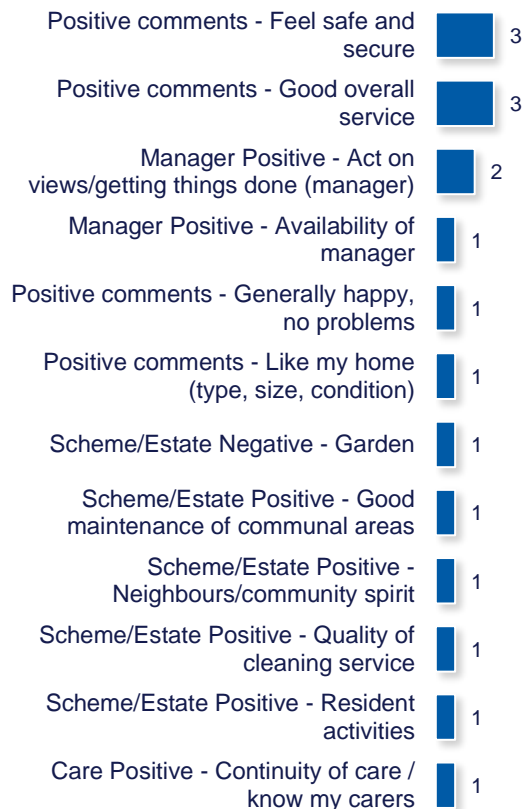 Positive comments - Feel safe and
secure
3
Positive comments - Good overall
service
3
Manager Positive - Act on
views/getting things done (manager)
2
Manager Positive - Availability of
manager
1
Positive comments - Generally happy,
no problems
1
Positive comments - Like my home
(type, size, condition)
1
Scheme/Estate Negative - Garden
1
Scheme/Estate Positive - Good
maintenance of communal areas
1
Scheme/Estate Positive -
Neighbours/community spirit
1
Scheme/Estate Positive - Quality of
cleaning service
1
Scheme/Estate Positive - Resident
activities
1
Care Positive - Continuity of care /
know my carers
1